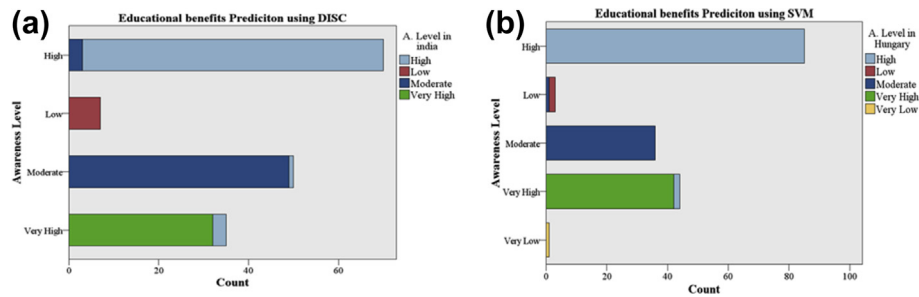 (a)
Educational benefits Prediciton using DISC
Awareness Level
High
Low
Moderate
Very High
0
20
40
60
Count
A. Level in
india
High
Low
Moderate
Very High
(b)
Educational benefits Prediciton using SVM
Awareness Level
High
Low
Moderate
Very High
Very Low
0
20
40
60
80
100
Count
A. Level in
Hungary
High
Low
Moderate
Very High
Very Low